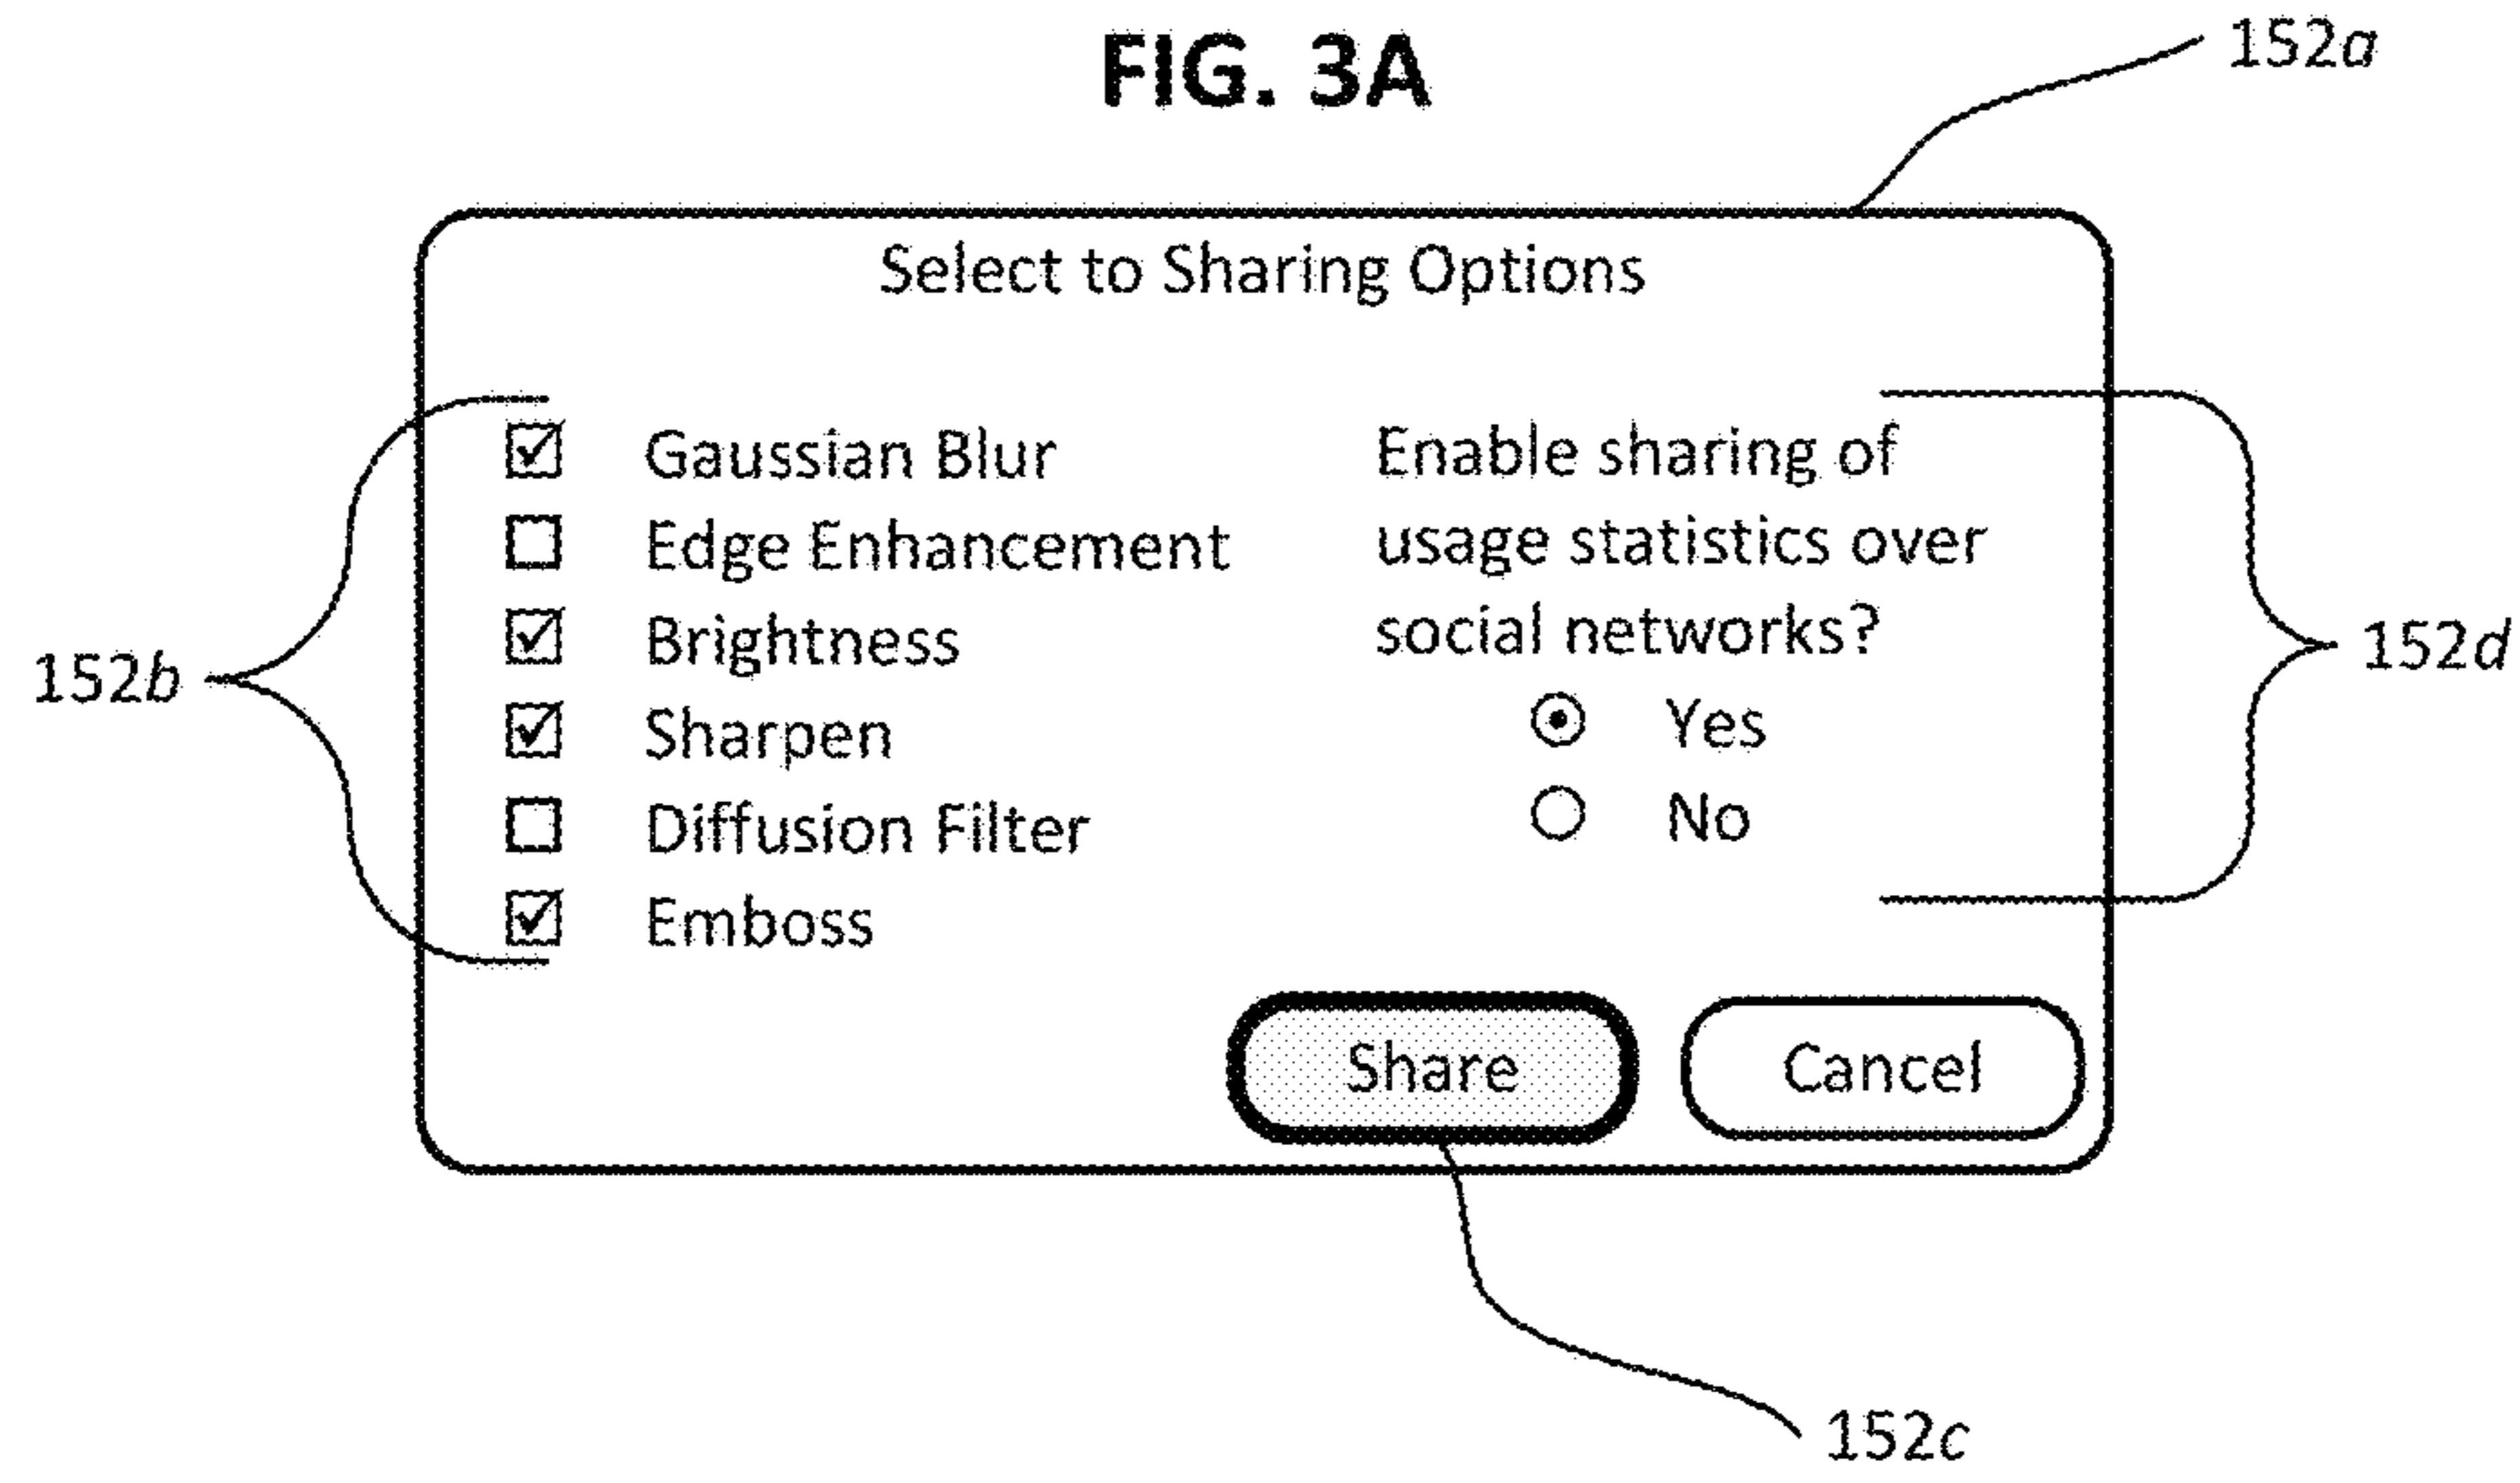 FIG. 3A
152a
Select to Sharing Options
Gaussian Blur
Edge Enhancement
Brightness
Sharpen
Diffusion Filter
Emboss
152b
Enable sharing of
usage statistics over
social networks?
Yes
No
152d
Share
Cancel
152c